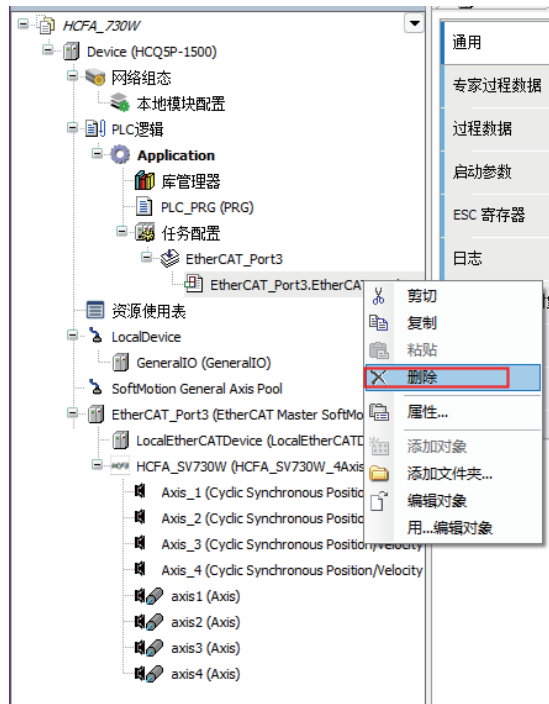 HCFA_730W
Device (HCQ5P-1500)
网络组态
本地模块配置
PLC逻辑
Application
库管理器
PLC_PRG (PRG)
任务配置
EtherCAT_Port3
EtherCAT_Port3.EtherCA
资源使用表
LocalDevice
GeneralIO (GeneralIO)
SoftMotion General Axis Pool
EtherCAT_Port3 (EtherCAT Master SoftMo
LocalEtherCATDevice (LocalEtherCATD
HCFA_SV730W (HCFA_SV730W_4Axis
Axis_1 (Cyclic Synchronous Positio
Axis_2 (Cyclic Synchronous Positio
Axis_3 (Cyclic Synchronous Position/Velocity
Axis_4 (Cyclic Synchronous Position/Velocity
axis1 (Axis)
axis2 (Axis)
axis3 (Axis)
axis4 (Axis)
通用
专家过程数据
过程数据
启动参数
ESC 寄存器
日志
剪切
复制
粘贴
删除
属性...
添加对象
添加文件夹...
编辑对象
用...编辑对象